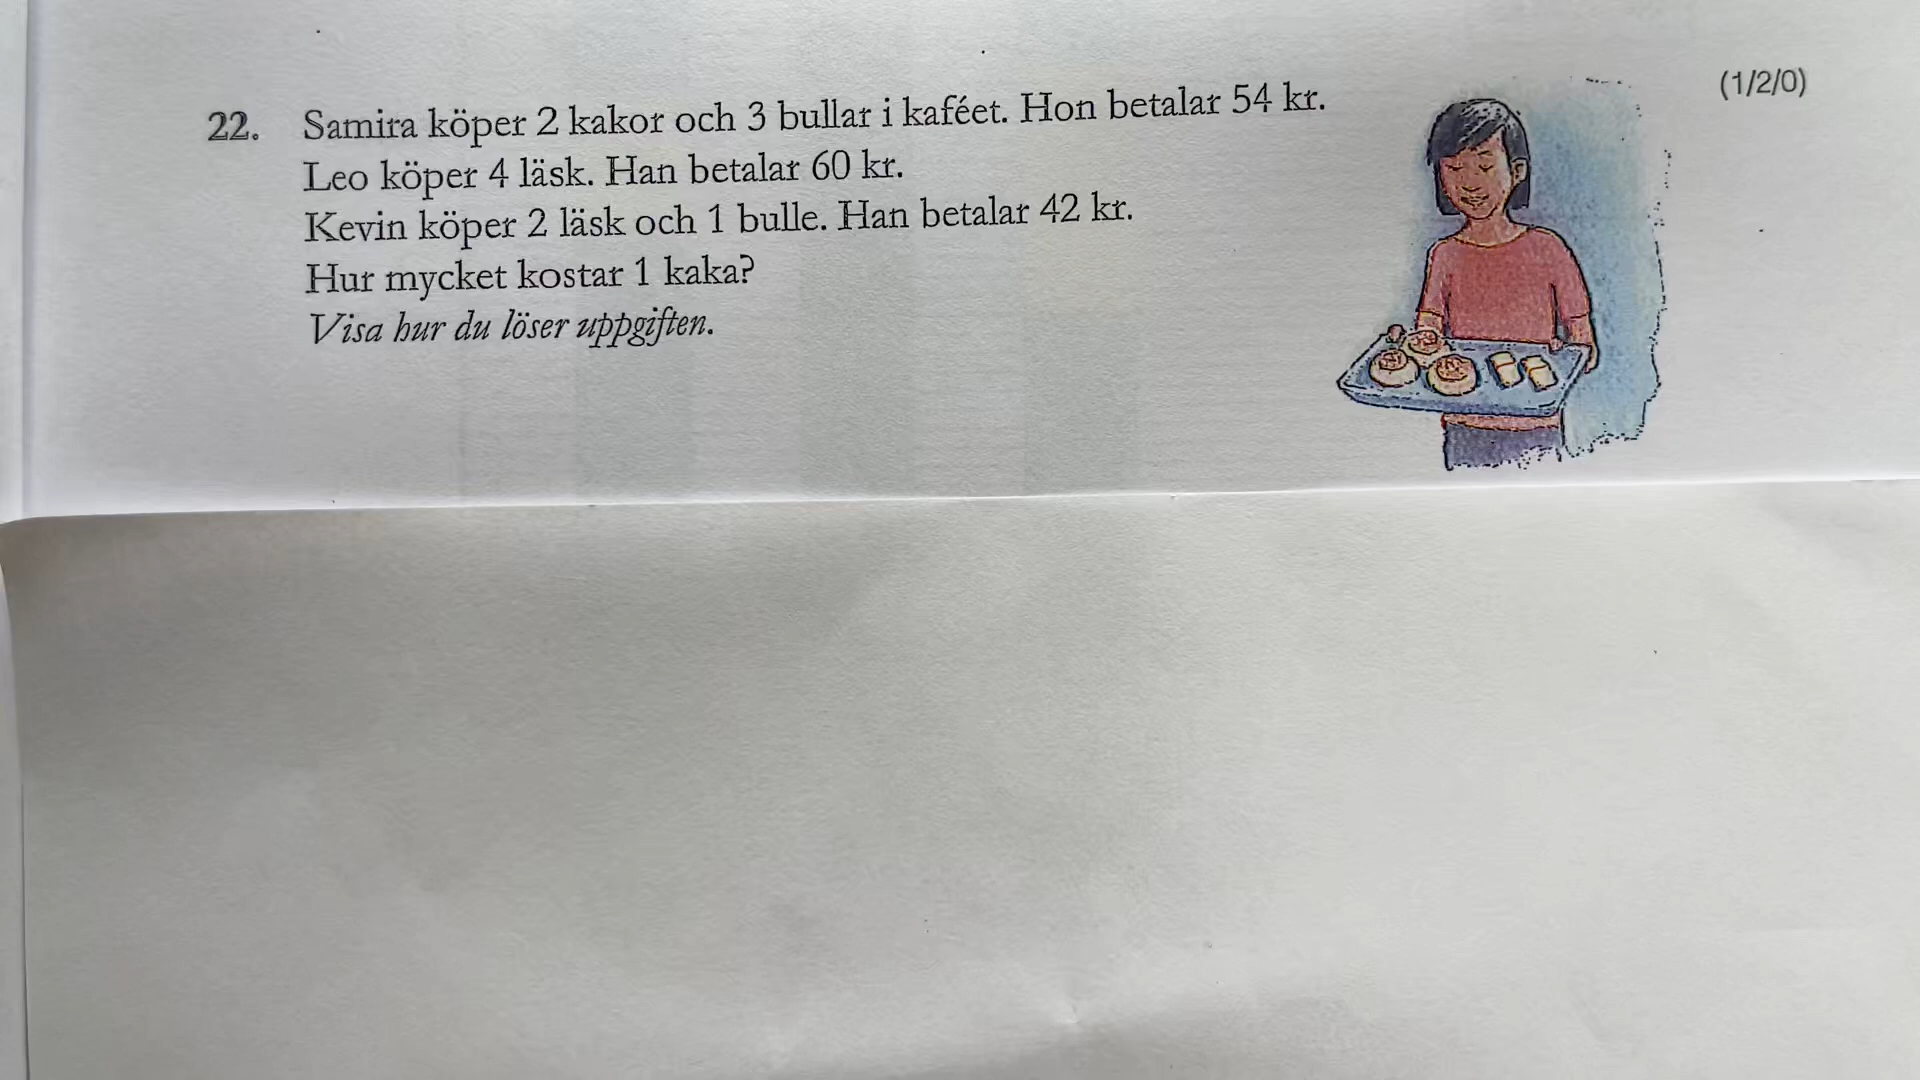 (1/2/0)
22. Samira köper 2 kakor och 3 bullar i kaféet. Hon betalar 54 kr.
Leo köper 4 läsk. Han betalar 60 kr.
Kevin köper 2 läsk och 1 bulle. Han betalar 42 kr.
Hur mycket kostar 1 kaka?
Visa hur du löser uppgiften.